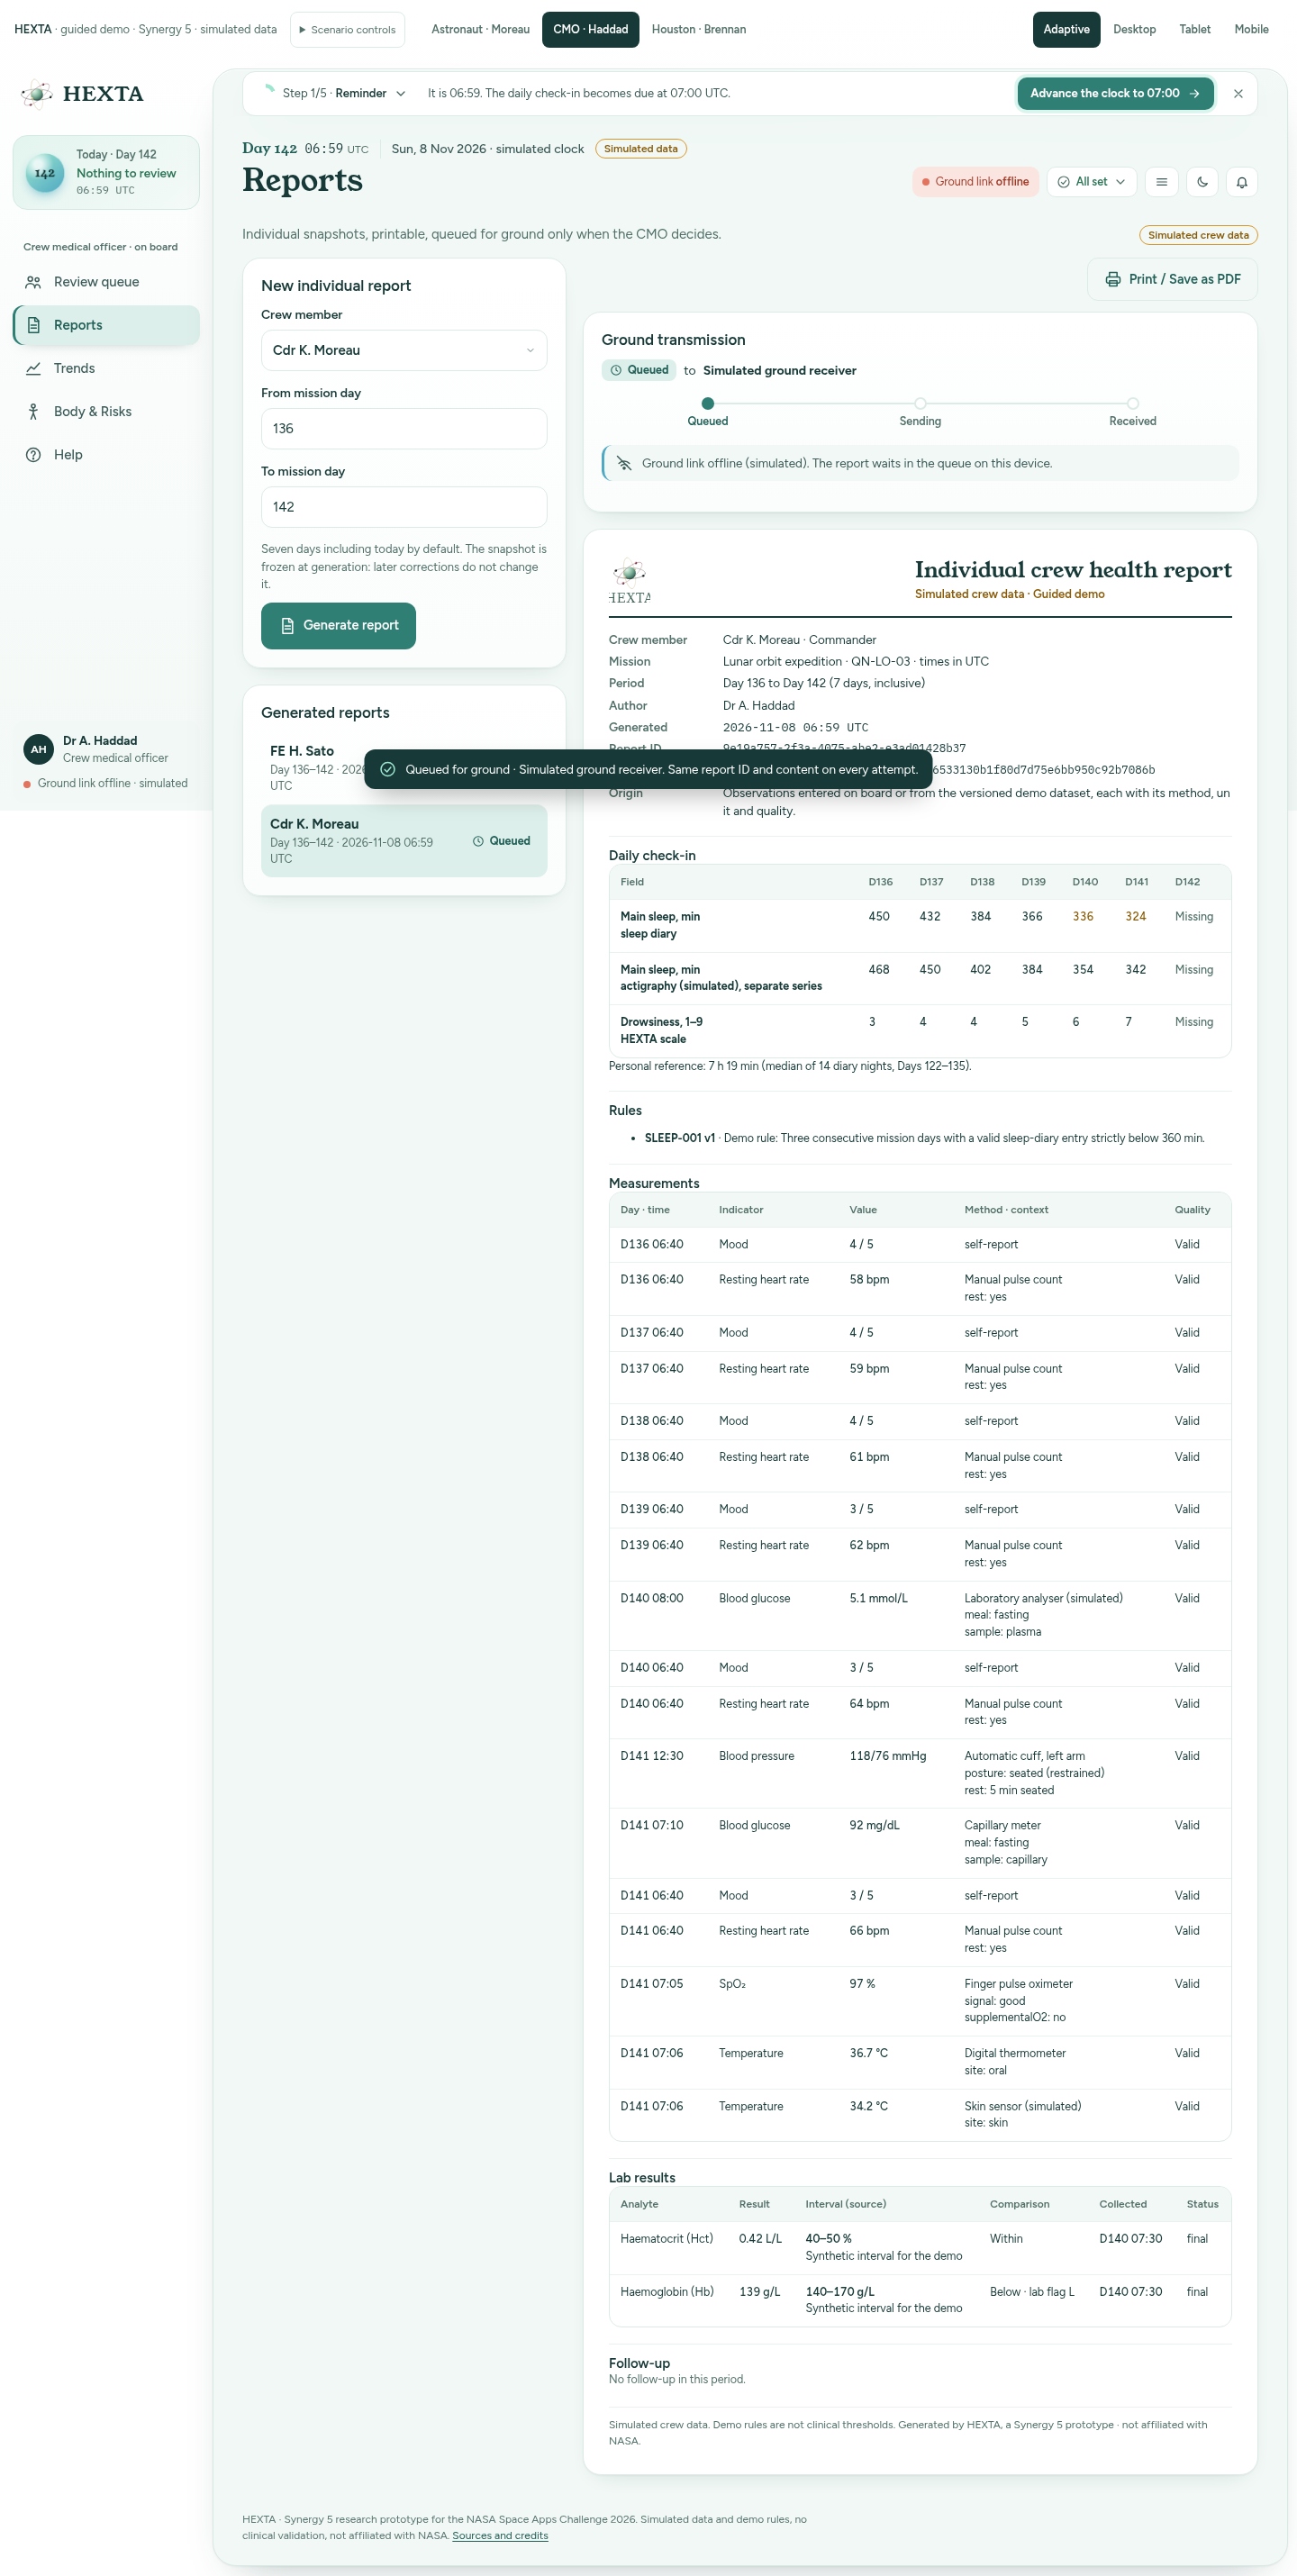 HEXTA · guided demo · Synergy 5 · simulated data
Scenario controls
Astronaut · Moreau
CMO · Haddad
Houston · Brennan
Adaptive
Desktop
Tablet
Mobile
HEXTA
142
Today · Day 142
Nothing to review
06:59 UTC
Crew medical officer · on board
Review queue
Reports
Trends
Body & Risks
Help
AH
Dr A. Haddad
Crew medical officer
Ground link offline · simulated
Step 1/5 · Reminder
It is 06:59. The daily check-in becomes due at 07:00 UTC.
Advance the clock to 07:00
Day 142 06:59 UTC
Sun, 8 Nov 2026 · simulated clock
Simulated data
Reports
Ground link offline
All set
Individual snapshots, printable, queued for ground only when the CMO decides.
Simulated crew data
New individual report
Crew member
Cdr K. Moreau
From mission day
136
To mission day
142
Seven days including today by default. The snapshot is
frozen at generation: later corrections do not change
it.
Generate report
Generated reports
FE H. Sato
Day 136–142 · 2026
UTC
Cdr K. Moreau
Day 136–142 · 2026-11-08 06:59
UTC
Queued
Print / Save as PDF
Ground transmission
Queued to Simulated ground receiver
Queued
Sending
Received
Ground link offline (simulated). The report waits in the queue on this device.
HEXTA
Individual crew health report
Simulated crew data · Guided demo
Crew member Cdr K. Moreau · Commander
Mission Lunar orbit expedition · QN-LO-03 · times in UTC
Period Day 136 to Day 142 (7 days, inclusive)
Author Dr A. Haddad
Generated 2026-11-08 06:59 UTC
Report ID
Queued for ground · Simulated ground receiver. Same report ID and content on every attempt.
6533130b1f80d7d75e6bb950c92b7086b
Origin Observations entered on board or from the versioned demo dataset, each with its method, un
it and quality.
Daily check-in
Field D136 D137 D138 D139 D140 D141 D142
Main sleep, min 450 432 384 366 336 324 Missing
sleep diary
Main sleep, min 468 450 402 384 354 342 Missing
actigraphy (simulated), separate series
Drowsiness, 1–9 3 4 4 5 6 7 Missing
HEXTA scale
Personal reference: 7 h 19 min (median of 14 diary nights, Days 122–135).
Rules
• SLEEP-001 v1 · Demo rule: Three consecutive mission days with a valid sleep-diary entry strictly below 360 min.
Measurements
Day · time Indicator Value Method · context Quality
D136 06:40 Mood 4 / 5 self-report Valid
D136 06:40 Resting heart rate 58 bpm Manual pulse count Valid
rest: yes
D137 06:40 Mood 4 / 5 self-report Valid
D137 06:40 Resting heart rate 59 bpm Manual pulse count Valid
rest: yes
D138 06:40 Mood 4 / 5 self-report Valid
D138 06:40 Resting heart rate 61 bpm Manual pulse count Valid
rest: yes
D139 06:40 Mood 3 / 5 self-report Valid
D139 06:40 Resting heart rate 62 bpm Manual pulse count Valid
rest: yes
D140 08:00 Blood glucose 5.1 mmol/L Laboratory analyser (simulated) Valid
meal: fasting
sample: plasma
D140 06:40 Mood 3 / 5 self-report Valid
D140 06:40 Resting heart rate 64 bpm Manual pulse count Valid
rest: yes
D141 12:30 Blood pressure 118/76 mmHg Automatic cuff, left arm Valid
posture: seated (restrained)
rest: 5 min seated
D141 07:10 Blood glucose 92 mg/dL Capillary meter Valid
meal: fasting
sample: capillary
D141 06:40 Mood 3 / 5 self-report Valid
D141 06:40 Resting heart rate 66 bpm Manual pulse count Valid
rest: yes
D141 07:05 SpO₂ 97 % Finger pulse oximeter Valid
signal: good
supplementalO2: no
D141 07:06 Temperature 36.7 °C Digital thermometer Valid
site: oral
D141 07:06 Temperature 34.2 °C Skin sensor (simulated) Valid
site: skin
Lab results
Analyte Result Interval (source) Comparison Collected Status
Haematocrit (Hct) 0.42 L/L 40–50 % Within D140 07:30 final
Synthetic interval for the demo
Haemoglobin (Hb) 139 g/L 140–170 g/L Below · lab flag L D140 07:30 final
Synthetic interval for the demo
Follow-up
No follow-up in this period.
Simulated crew data. Demo rules are not clinical thresholds. Generated by HEXTA, a Synergy 5 prototype · not affiliated with
NASA.
HEXTA · Synergy 5 research prototype for the NASA Space Apps Challenge 2026. Simulated data and demo rules, no
clinical validation, not affiliated with NASA. Sources and credits